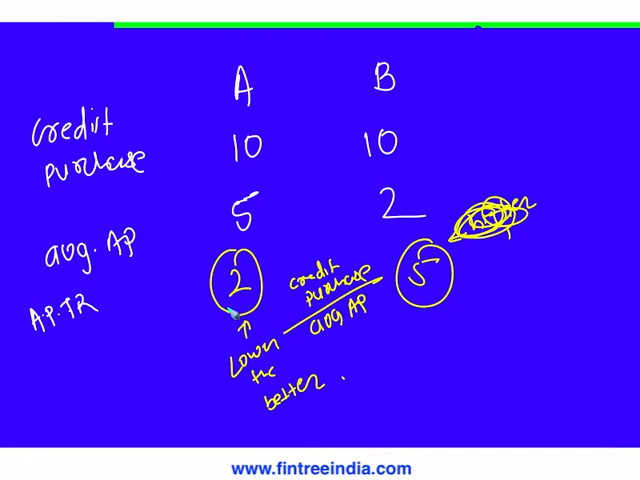 A B
credit
purchase 10 10
avg. AP 5 2
A.P.TR 2 5
credit
purchase
avg AP
Lower
the
better.
www.fintreeindia.com